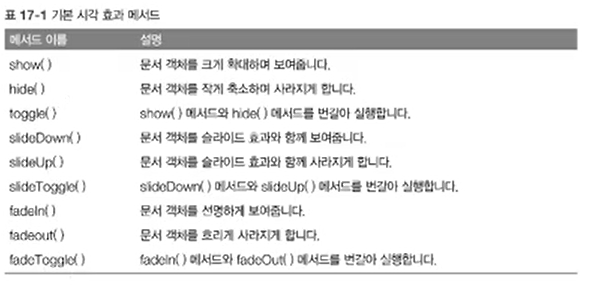 표 17-1 기본 시각 효과 메서드
메서드 이름 설명
show( ) 문서 객체를 크게 확대하며 보여줍니다.
hide( ) 문서 객체를 작게 축소하며 사라지게 합니다.
toggle( ) show( ) 메서드와 hide( ) 메서드를 번갈아 실행합니다.
slideDown( ) 문서 객체를 슬라이드 효과와 함께 보여줍니다.
slideUp( ) 문서 객체를 슬라이드 효과와 함께 사라지게 합니다.
slideToggle( ) slideDown( ) 메서드와 slideUp( ) 메서드를 번갈아 실행합니다.
fadeIn( ) 문서 객체를 선명하게 보여줍니다.
fadeout( ) 문서 객체를 흐리게 사라지게 합니다.
fadeToggle( ) fadeIn( ) 메서드와 fadeOut( ) 메서드를 번갈아 실행합니다.